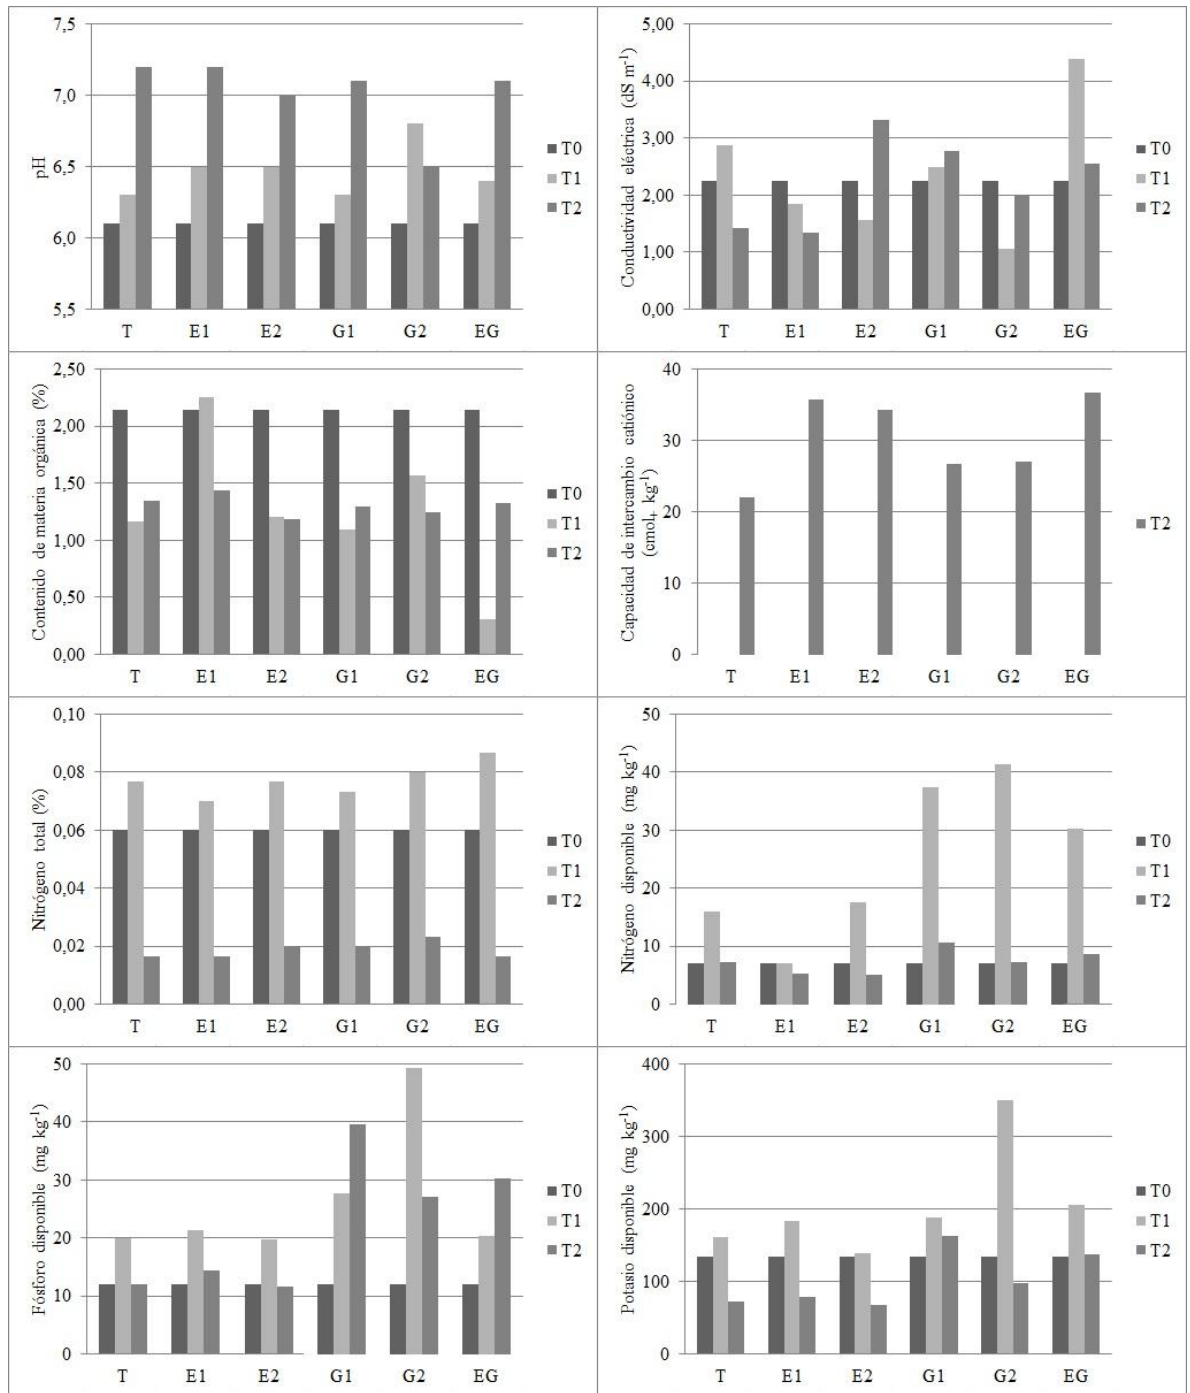 pH
7,5
7,0
6,5
6,0
5,5
T E1 E2 G1 G2 EG
T0
T1
T2
Conductividad eléctrica (dS m-1)
5,00
4,00
3,00
2,00
1,00
0,00
T E1 E2 G1 G2 EG
T0
T1
T2
Contenido de materia orgánica (%)
2,50
2,00
1,50
1,00
0,50
0,00
T E1 E2 G1 G2 EG
T0
T1
T2
Capacidad de intercambio catiónico
(cmol+ kg-1)
40
30
20
10
0
T E1 E2 G1 G2 EG
T2
Nitrógeno total (%)
0,10
0,08
0,06
0,04
0,02
0,00
T E1 E2 G1 G2 EG
T0
T1
T2
Nitrógeno disponible (mg kg-1)
50
40
30
20
10
0
T E1 E2 G1 G2 EG
T0
T1
T2
Fósforo disponible (mg kg-1)
50
40
30
20
10
0
T E1 E2 G1 G2 EG
T0
T1
T2
Potasio disponible (mg kg-1)
400
300
200
100
0
T E1 E2 G1 G2 EG
T0
T1
T2